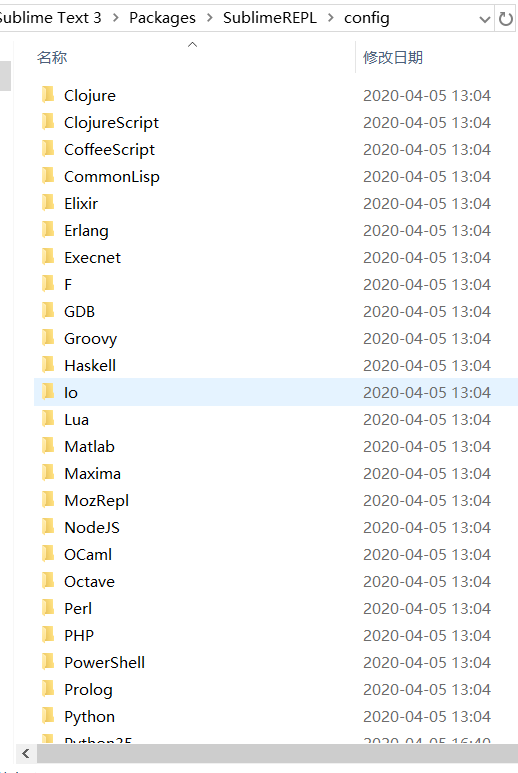 Sublime Text 3 > Packages > SublimeREPL > config
名称 修改日期
Clojure 2020-04-05 13:04
ClojureScript 2020-04-05 13:04
CoffeeScript 2020-04-05 13:04
CommonLisp 2020-04-05 13:04
Elixir 2020-04-05 13:04
Erlang 2020-04-05 13:04
Execnet 2020-04-05 13:04
F 2020-04-05 13:04
GDB 2020-04-05 13:04
Groovy 2020-04-05 13:04
Haskell 2020-04-05 13:04
Io 2020-04-05 13:04
Lua 2020-04-05 13:04
Matlab 2020-04-05 13:04
Maxima 2020-04-05 13:04
MozRepl 2020-04-05 13:04
NodeJS 2020-04-05 13:04
OCaml 2020-04-05 13:04
Octave 2020-04-05 13:04
Perl 2020-04-05 13:04
PHP 2020-04-05 13:04
PowerShell 2020-04-05 13:04
Prolog 2020-04-05 13:04
Python 2020-04-05 13:04